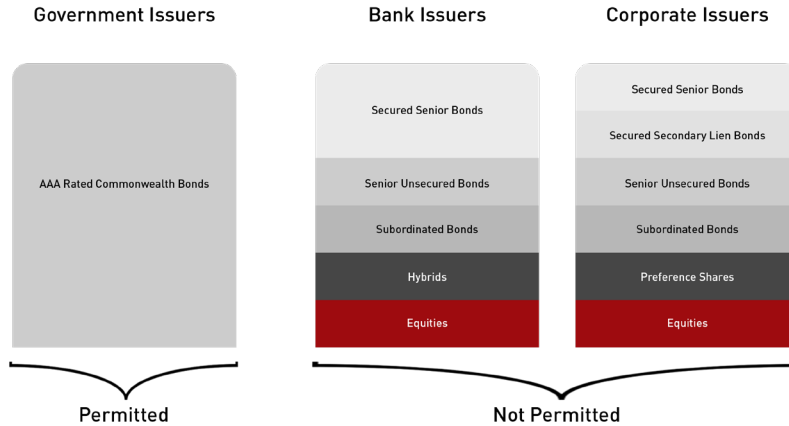 Government Issuers
AAA Rated Commonwealth Bonds
Permitted
Bank Issuers
Secured Senior Bonds
Senior Unsecured Bonds
Subordinated Bonds
Hybrids
Equities
Corporate Issuers
Secured Senior Bonds
Secured Secondary Lien Bonds
Senior Unsecured Bonds
Subordinated Bonds
Preference Shares
Equities
Not Permitted